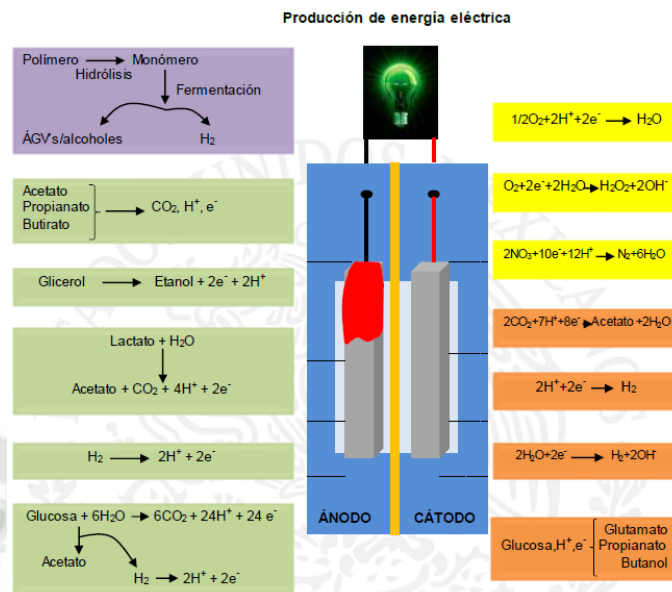 Producción de energía eléctrica
Polímero → Monómero
Hidrólisis
Fermentación
ÁGV's/alcoholes H₂
Acetato
Propianato → CO₂, H⁺, e⁻
Butirato
Glicerol → Etanol + 2e⁻ + 2H⁺
Lactato + H₂O
Acetato + CO₂ + 4H⁺ + 2e⁻
H₂ → 2H⁺ + 2e⁻
Glucosa + 6H₂O → 6CO₂ + 24H⁺ + 24 e⁻
Acetato
H₂ → 2H⁺ + 2e⁻
ÁNODO CÁTODO
1/2O₂+2H⁺+2e⁻ → H₂O
O₂+2e⁻+2H₂O→H₂O₂+2OH⁻
2NO₃+10e⁻+12H⁺ → N₂+6H₂O
2CO₂+7H⁺+8e⁻→Acetato +2H₂O
2H⁺+2e⁻ → H₂
2H₂O+2e⁻ → H₂+2OH⁻
Glutamato
Glucosa,H⁺,e⁻ Propianato
Butanol